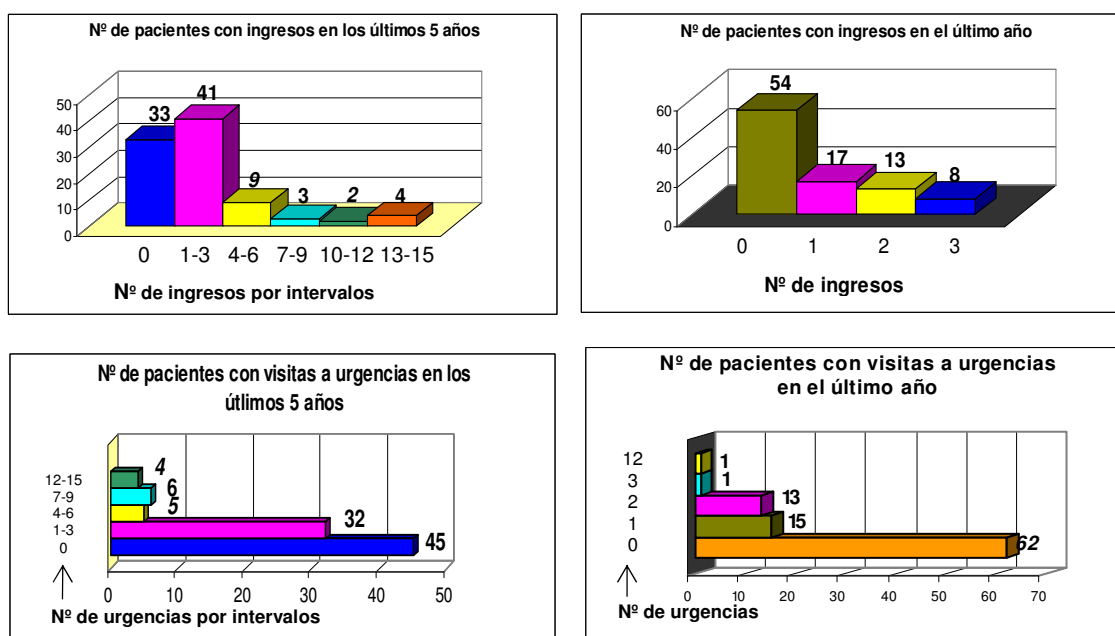 Nº de pacientes con ingresos en los últimos 5 años
50
40
30
20
10
0
33
41
9
3
2
4
0 1-3 4-6 7-9 10-12 13-15
Nº de ingresos por intervalos
Nº de pacientes con ingresos en el último año
60
40
20
0
54
17
13
8
0 1 2 3
Nº de ingresos
Nº de pacientes con visitas a urgencias en los
útlimos 5 años
12-15
7-9
4-6
1-3
0
4
6
5
32
45
0 10 20 30 40 50
Nº de urgencias por intervalos
Nº de pacientes con visitas a urgencias
en el último año
12
3
2
1
0
1
1
13
15
62
0 10 20 30 40 50 60 70
Nº de urgencias